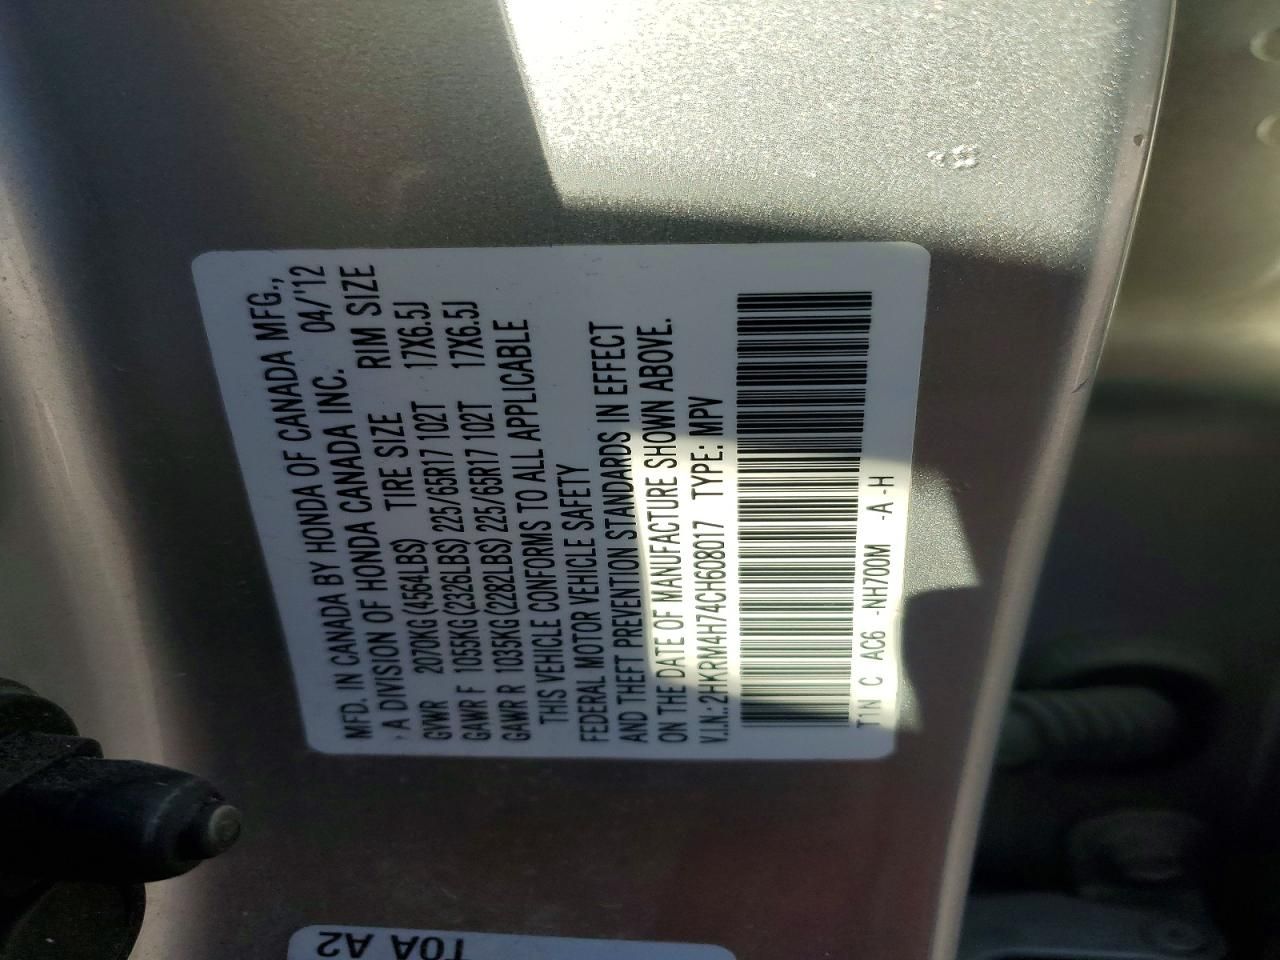 MFD. IN CANADA BY HONDA OF CANADA MFG.,
A DIVISION OF HONDA CANADA INC. 04/'12
GVWR 2070KG(4564LBS) TIRE SIZE RIM SIZE
GAWR F 1055KG(2326LBS) 225/65R17 102T 17X6.5J
GAWR R 1035KG(2282LBS) 225/65R17 102T 17X6.5J
THIS VEHICLE CONFORMS TO ALL APPLICABLE
FEDERAL MOTOR VEHICLE SAFETY
AND THEFT PREVENTION STANDARDS IN EFFECT
ON THE DATE OF MANUFACTURE SHOWN ABOVE.
V.I.N.:2HKRM4H74CH608017 TYPE: MPV
T1N C AC6 -NH700M -A -H
T0A A2